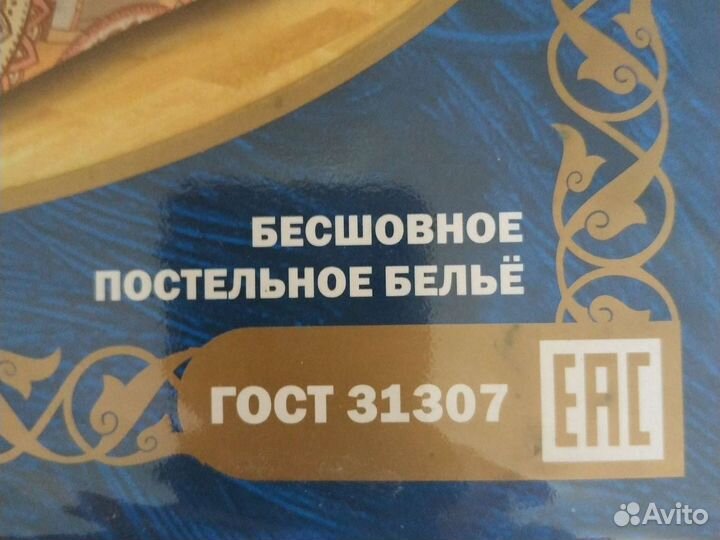 БЕСШОВНОЕ
ПОСТЕЛЬНОЕ БЕЛЬЁ
ГОСТ 31307
EAC
Avito